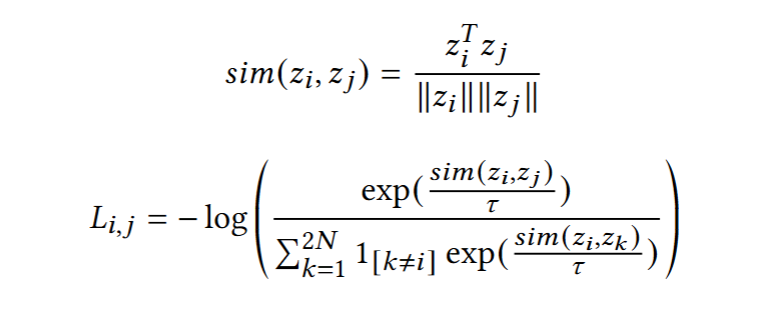 $sim(z_i, z_j) = \frac{z_i^T z_j}{\|z_i\| \|z_j\|}$
$L_{i,j} = -\log \left( \frac{\exp(\frac{sim(z_i, z_j)}{\tau})}{\sum_{k=1}^{2N} 1_{[k \neq i]} \exp(\frac{sim(z_i, z_k)}{\tau})} \right)$